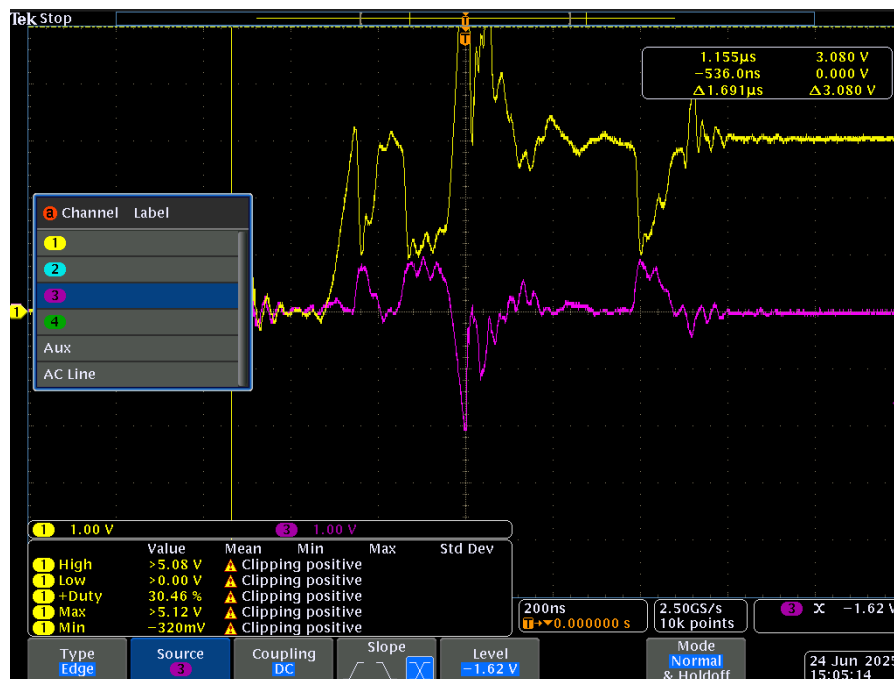 Tek Stop
T
T
1.155µs 3.080 V
−536.0ns 0.000 V
Δ1.691µs Δ3.080 V
a Channel Label
1
2
3
4
Aux
AC Line
1
1 1.00 V 3 1.00 V
Value Mean Min Max Std Dev
1 High >5.08 V Clipping positive
1 Low >0.00 V Clipping positive
1 +Duty 30.46 % Clipping positive
1 Max >5.12 V Clipping positive
1 Min −320mV Clipping positive
200ns
T→▼0.000000 s
2.50GS/s
10k points
3 X −1.62 V
Type
Edge
Source
3
Coupling
DC
Slope
Level
−1.62 V
Mode
Normal
& Holdoff
24 Jun 2025
15:05:14